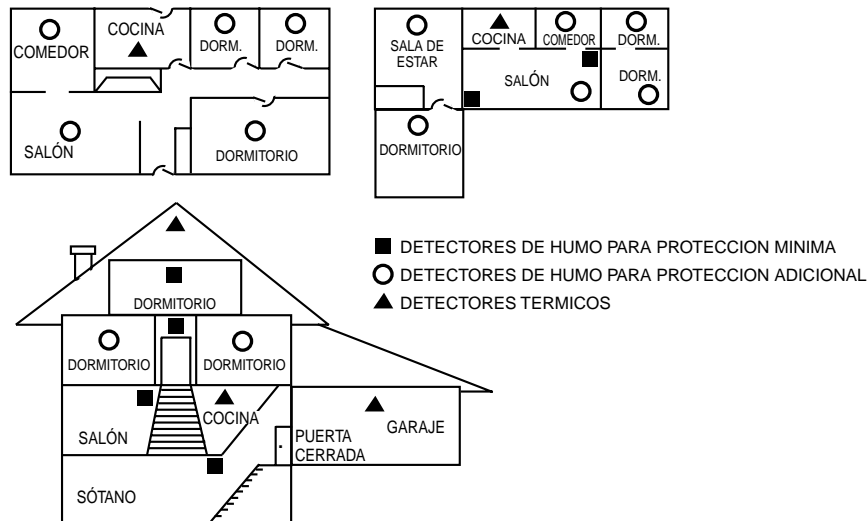 COCINA
DORM.
DORM.
COMEDOR
SALÓN
DORMITORIO
SALA DE
ESTAR
COCINA
COMEDOR
DORM.
SALÓN
DORM.
DORMITORIO
DETECTORES DE HUMO PARA PROTECCION MINIMA
DETECTORES DE HUMO PARA PROTECCION ADICIONAL
DETECTORES TERMICOS
DORMITORIO
DORMITORIO
DORMITORIO
SALÓN
COCINA
PUERTA
CERRADA
GARAJE
SÓTANO